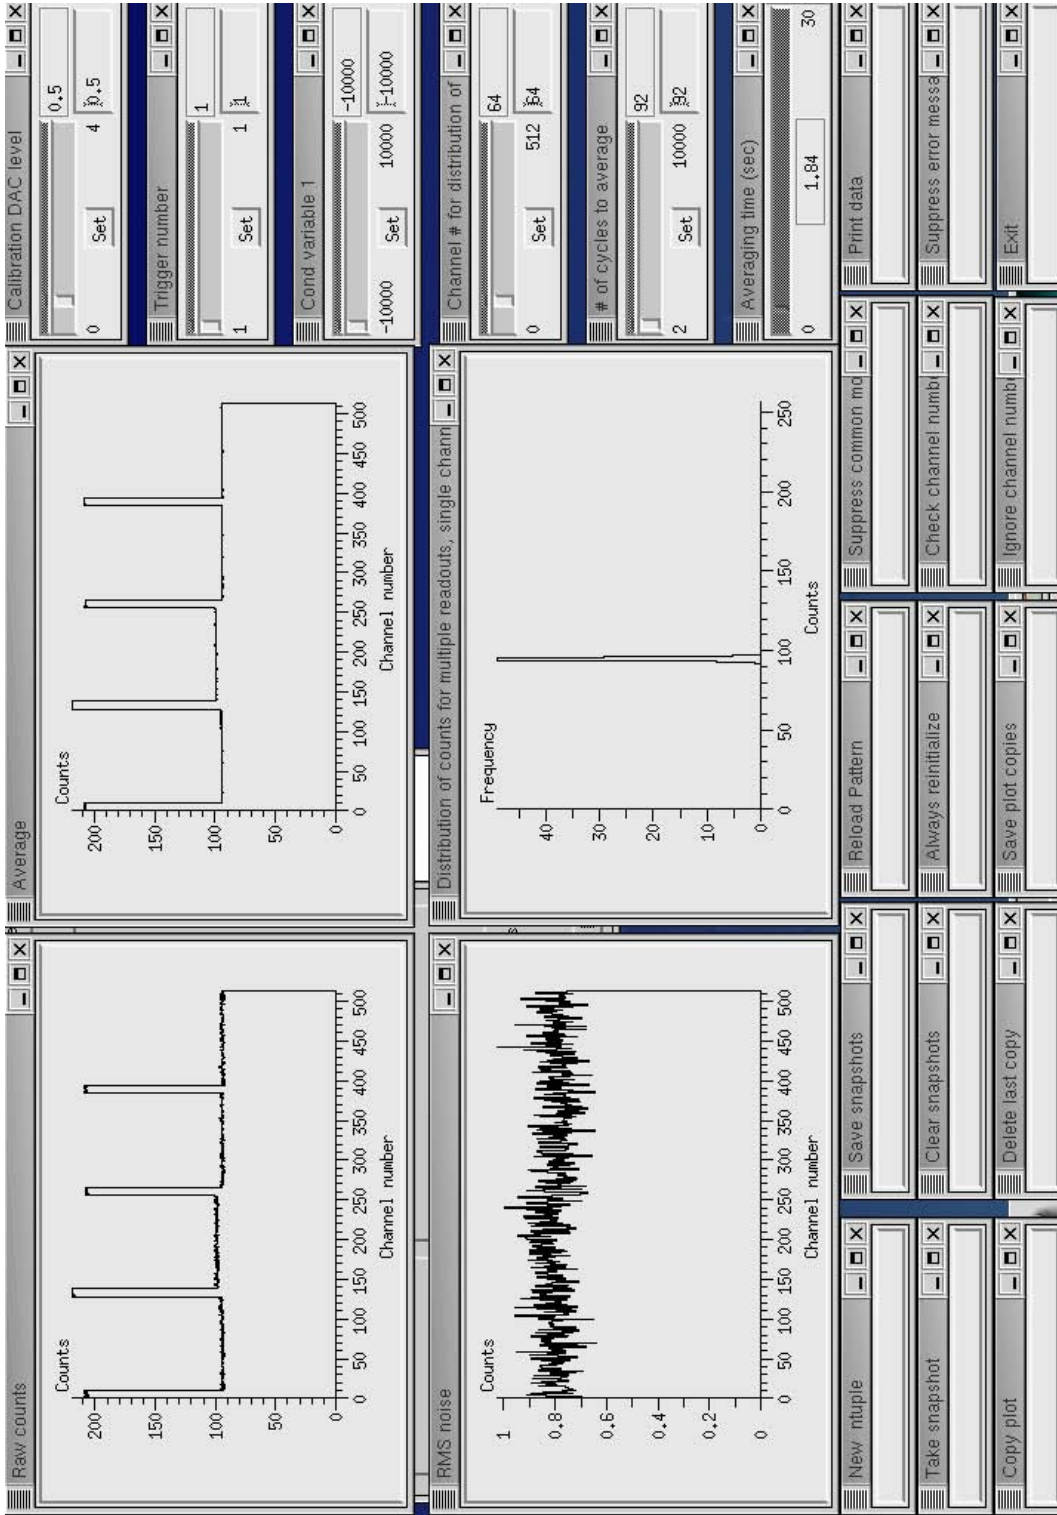 Raw counts
Counts
200
150
100
50
0
0 50 100 150 200 250 300 350 400 450 500
Channel number
Average
Counts
200
150
100
50
0
0 50 100 150 200 250 300 350 400 450 500
Channel number
Calibration DAC level
0.5
0 4 0.5
Set
Trigger number
1
1 1 1
Set
Cond variable 1
-10000
-10000 10000 -10000
Set
RMS noise
Counts
1
0.8
0.6
0.4
0.2
0
0 50 100 150 200 250 300 350 400 450 500
Channel number
Distribution of counts for multiple readouts, single chann
Frequency
40
30
20
10
0
0 50 100 150 200 250
Counts
Channel # for distribution of
64
0 512 64
Set
# of cycles to average
92
2 10000 92
Set
Averaging time (sec)
0 1.84 30
New ntuple
Save snapshots
Reload Pattern
Suppress common mo
Print data
Take snapshot
Clear snapshots
Always reinitialize
Check channel numb
Suppress error messa
Copy plot
Delete last copy
Save plot copies
Ignore channel numb
Exit